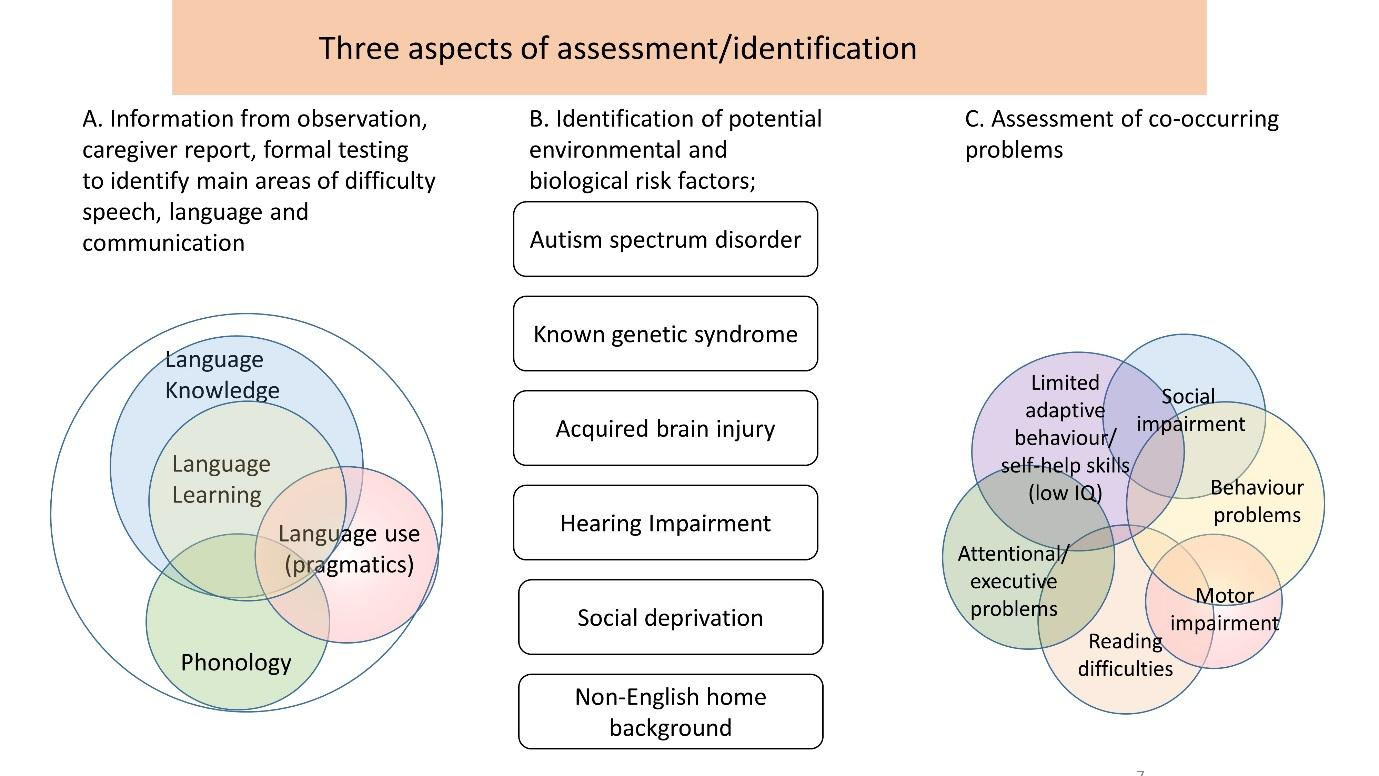 Three aspects of assessment/identification
A. Information from observation,
caregiver report, formal testing
to identify main areas of difficulty
speech, language and
communication
Language
Knowledge
Language
Learning
Language use
(pragmatics)
Phonology
B. Identification of potential
environmental and
biological risk factors;
Autism spectrum disorder
Known genetic syndrome
Acquired brain injury
Hearing Impairment
Social deprivation
Non-English home
background
C. Assessment of co-occurring
problems
Limited
adaptive
behaviour/
self-help skills
(low IQ)
Social
impairment
Behaviour
problems
Attentional/
executive
problems
Motor
impairment
Reading
difficulties